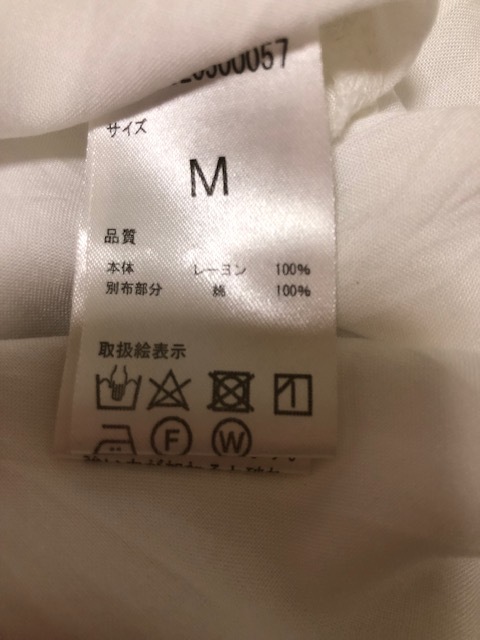 サイズ
M
品質
本体 レーヨン 100%
別布部分 綿 100%
取扱絵表示
F W